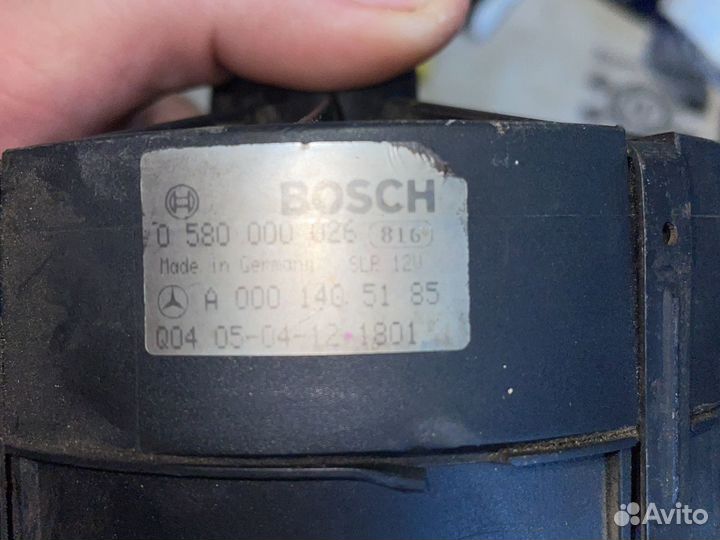 BOSCH
0 580 000 026 816
Made in Germany SLP 12V
A 000 140 51 85
Q04 05-04-12 1801
Avito